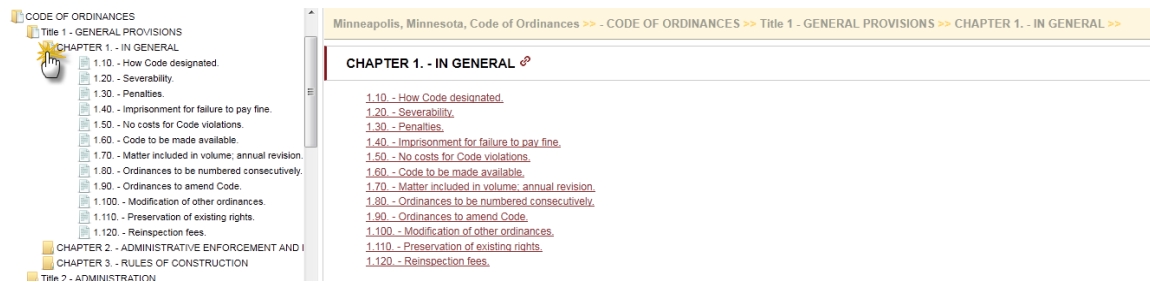 CODE OF ORDINANCES
Title 1 - GENERAL PROVISIONS
CHAPTER 1. - IN GENERAL
1.10. - How Code designated.
1.20. - Severability.
1.30. - Penalties.
1.40. - Imprisonment for failure to pay fine.
1.50. - No costs for Code violations.
1.60. - Code to be made available.
1.70. - Matter included in volume; annual revision.
1.80. - Ordinances to be numbered consecutively.
1.90. - Ordinances to amend Code.
1.100. - Modification of other ordinances.
1.110. - Preservation of existing rights.
1.120. - Reinspection fees.
CHAPTER 2. - ADMINISTRATIVE ENFORCEMENT AND
CHAPTER 3. - RULES OF CONSTRUCTION
Title 2 - ADMINISTRATION
Minneapolis, Minnesota, Code of Ordinances >> - CODE OF ORDINANCES >> Title 1 - GENERAL PROVISIONS >> CHAPTER 1. - IN GENERAL >>
CHAPTER 1. - IN GENERAL
1.10. - How Code designated.
1.20. - Severability.
1.30. - Penalties.
1.40. - Imprisonment for failure to pay fine.
1.50. - No costs for Code violations.
1.60. - Code to be made available.
1.70. - Matter included in volume; annual revision.
1.80. - Ordinances to be numbered consecutively.
1.90. - Ordinances to amend Code.
1.100. - Modification of other ordinances.
1.110. - Preservation of existing rights.
1.120. - Reinspection fees.